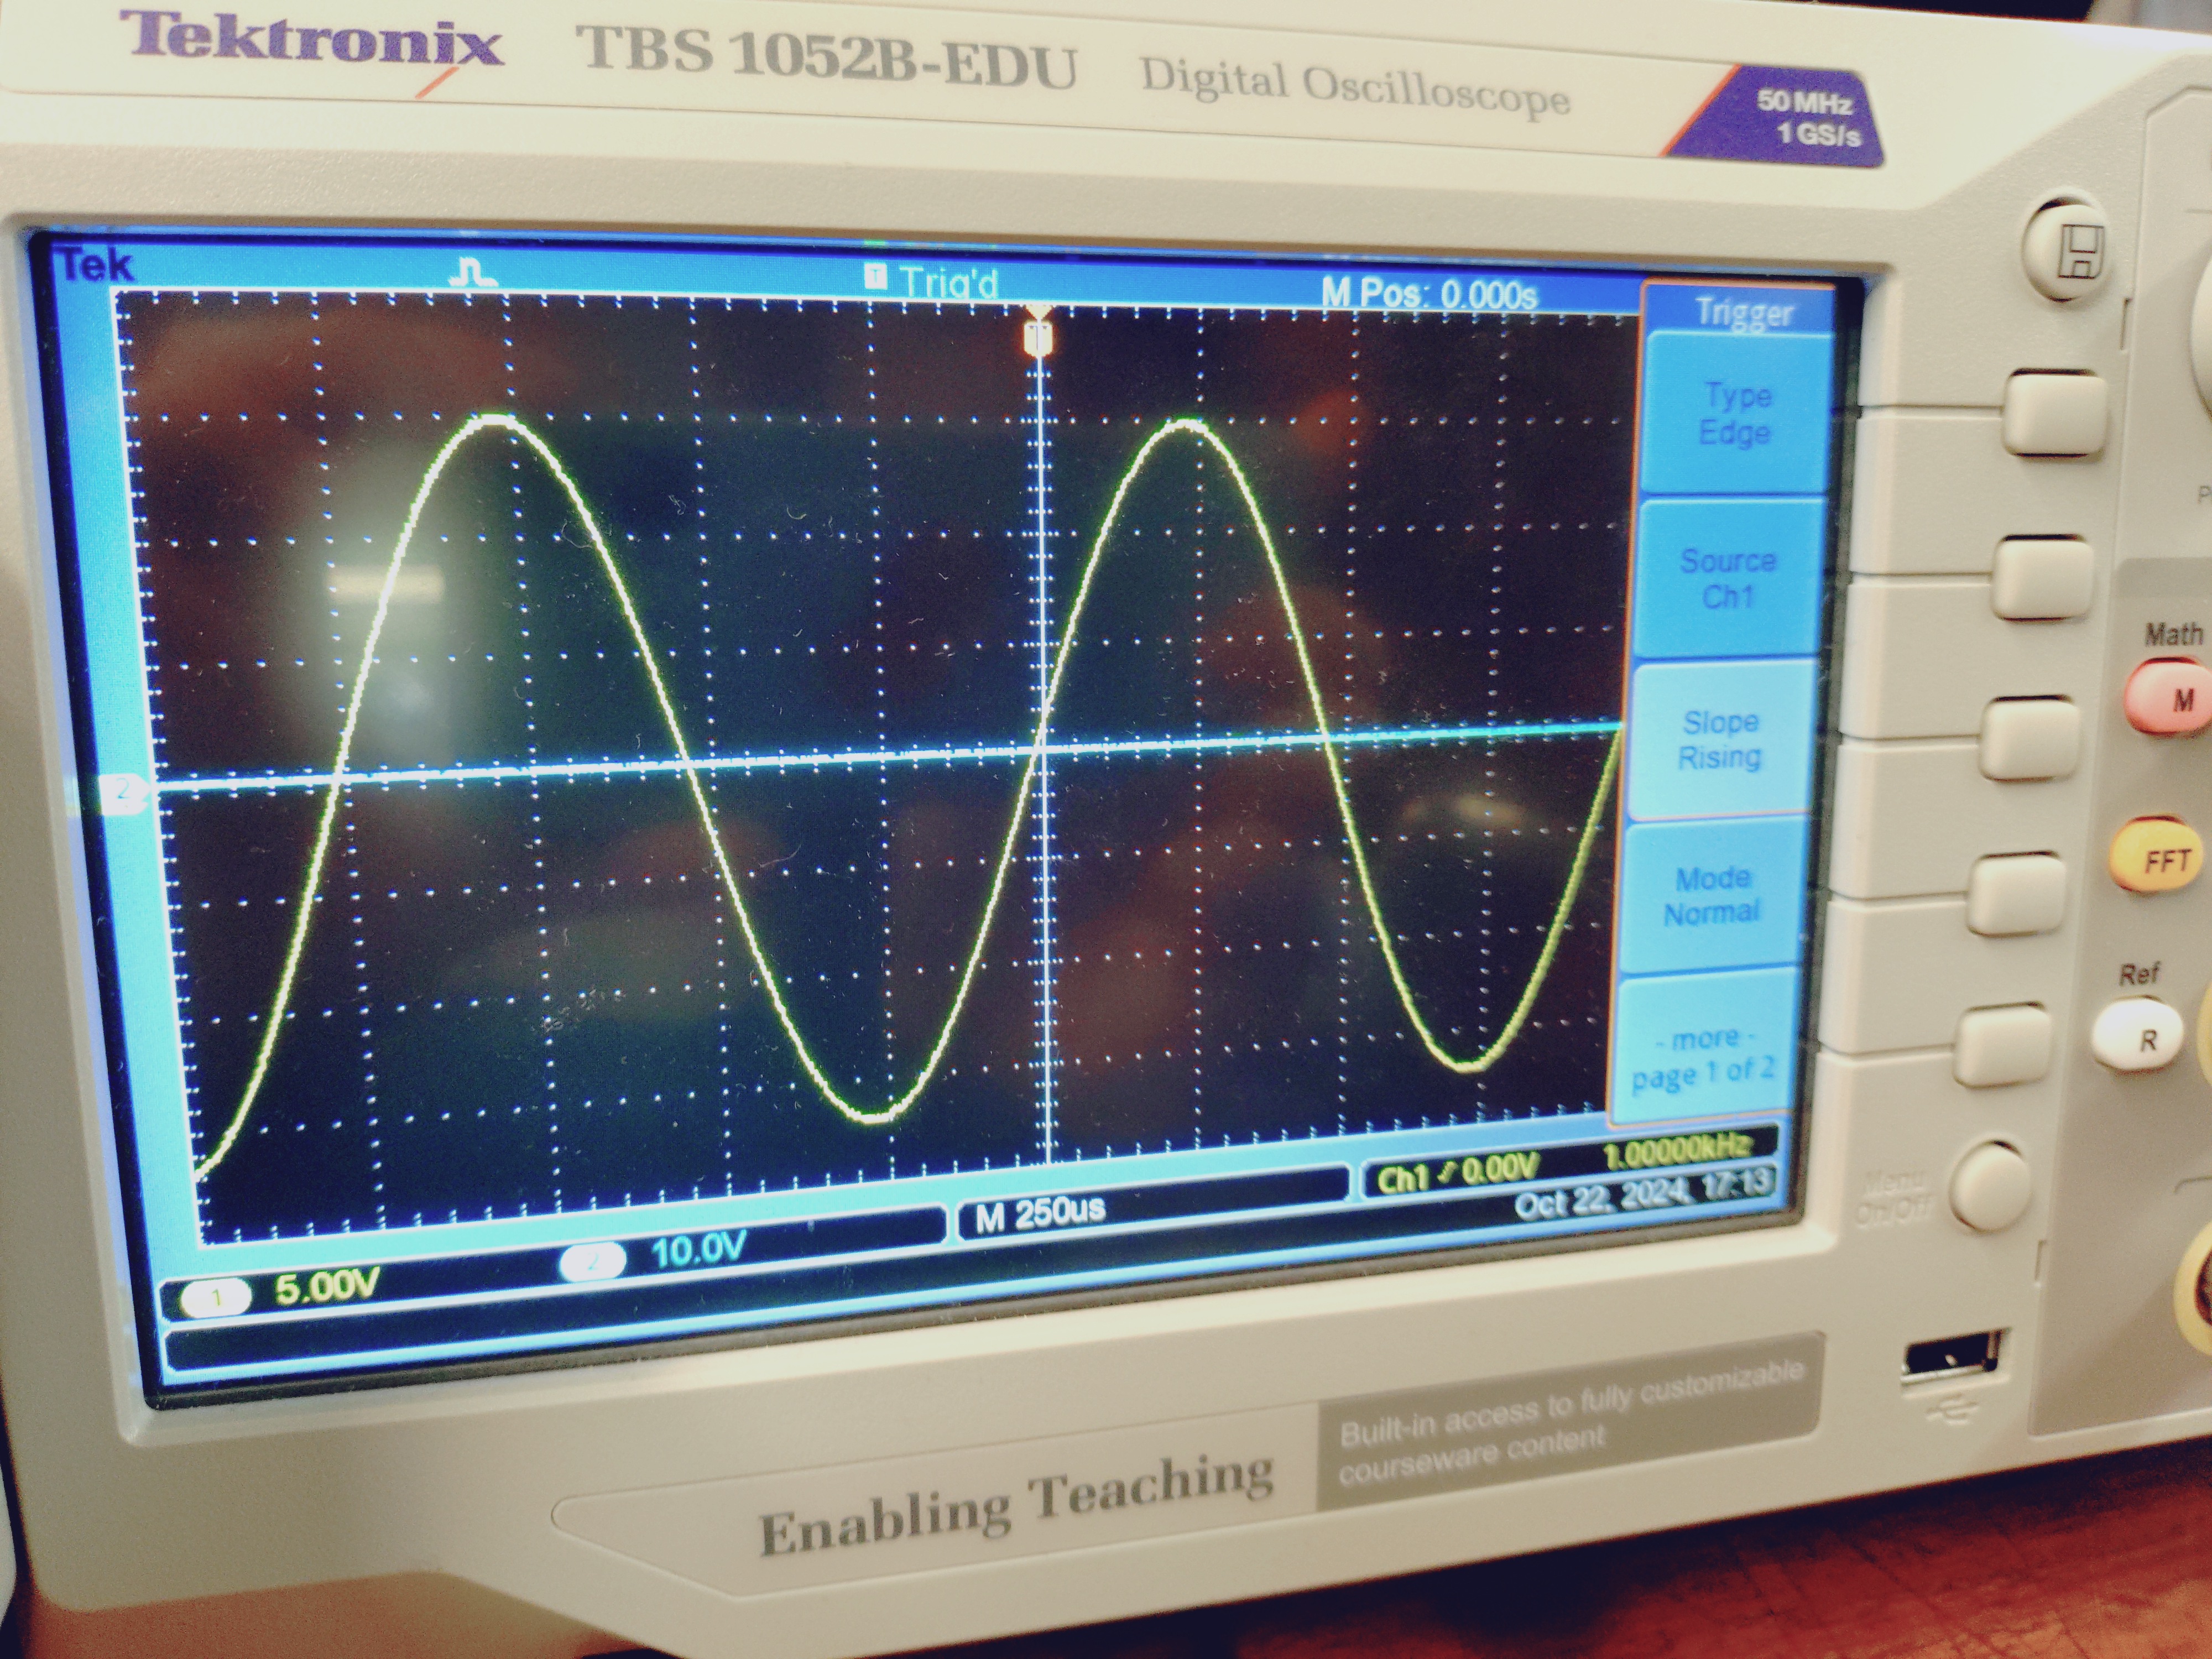 Tektronix TBS 1052B-EDU Digital Oscilloscope
50 MHz
1 GS/s
Tek T Trig'd M Pos: 0.000s
Trigger
Type
Edge
Source
Ch1
Slope
Rising
Mode
Normal
- more -
page 1 of 2
2
T
Ch1 0.00V 1.00000kHz
1 5.00V 2 10.0V M 250us
Oct 22, 2024, 17:13
Math
M
FFT
Ref
R
Menu
On/Off
Enabling Teaching
Built-in access to fully customizable
courseware content